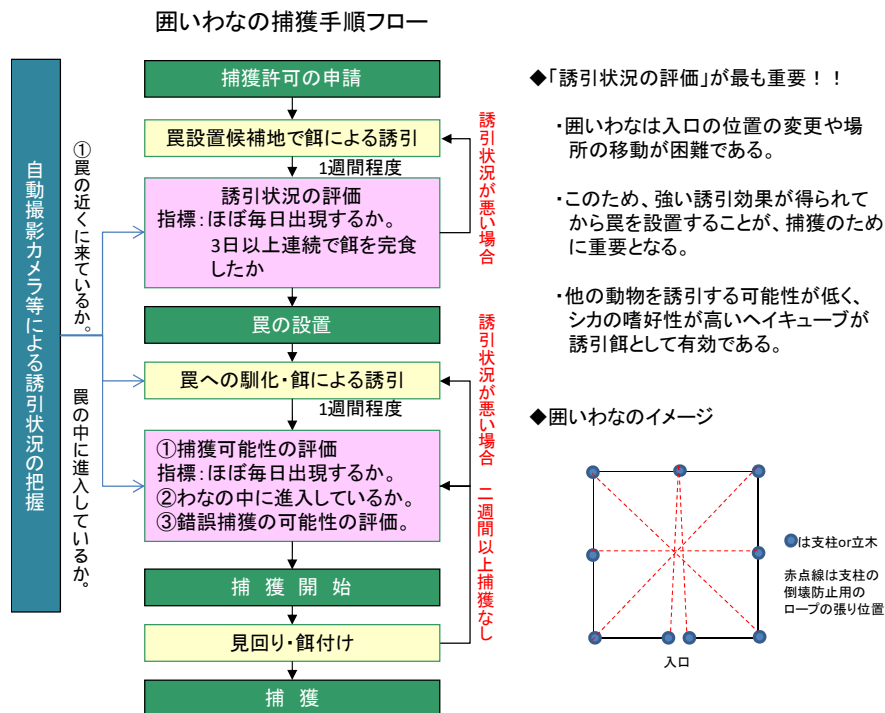 囲いわなの捕獲手順フロー
自動撮影カメラ等による誘引状況の把握
①罠の近くに来ているか。
罠の中に進入しているか。
捕獲許可の申請
罠設置候補地で餌による誘引
1週間程度
誘引状況の評価
指標：ほぼ毎日出現するか。
3日以上連続で餌を完食
したか
誘引状況が悪い場合
罠の設置
罠への馴化・餌による誘引
1週間程度
①捕獲可能性の評価
指標：ほぼ毎日出現するか。
②わなの中に進入しているか。
③錯誤捕獲の可能性の評価。
誘引状況が悪い場合
二週間以上捕獲なし
捕獲開始
見回り・餌付け
捕獲
◆「誘引状況の評価」が最も重要！！
・囲いわなは入口の位置の変更や場
所の移動が困難である。
・このため、強い誘引効果が得られて
から罠を設置することが、捕獲のため
に重要となる。
・他の動物を誘引する可能性が低く、
シカの嗜好性が高いヘイキューブが
誘引餌として有効である。
◆囲いわなのイメージ
は支柱or立木
赤点線は支柱の
倒壊防止用の
ロープの張り位置
入口